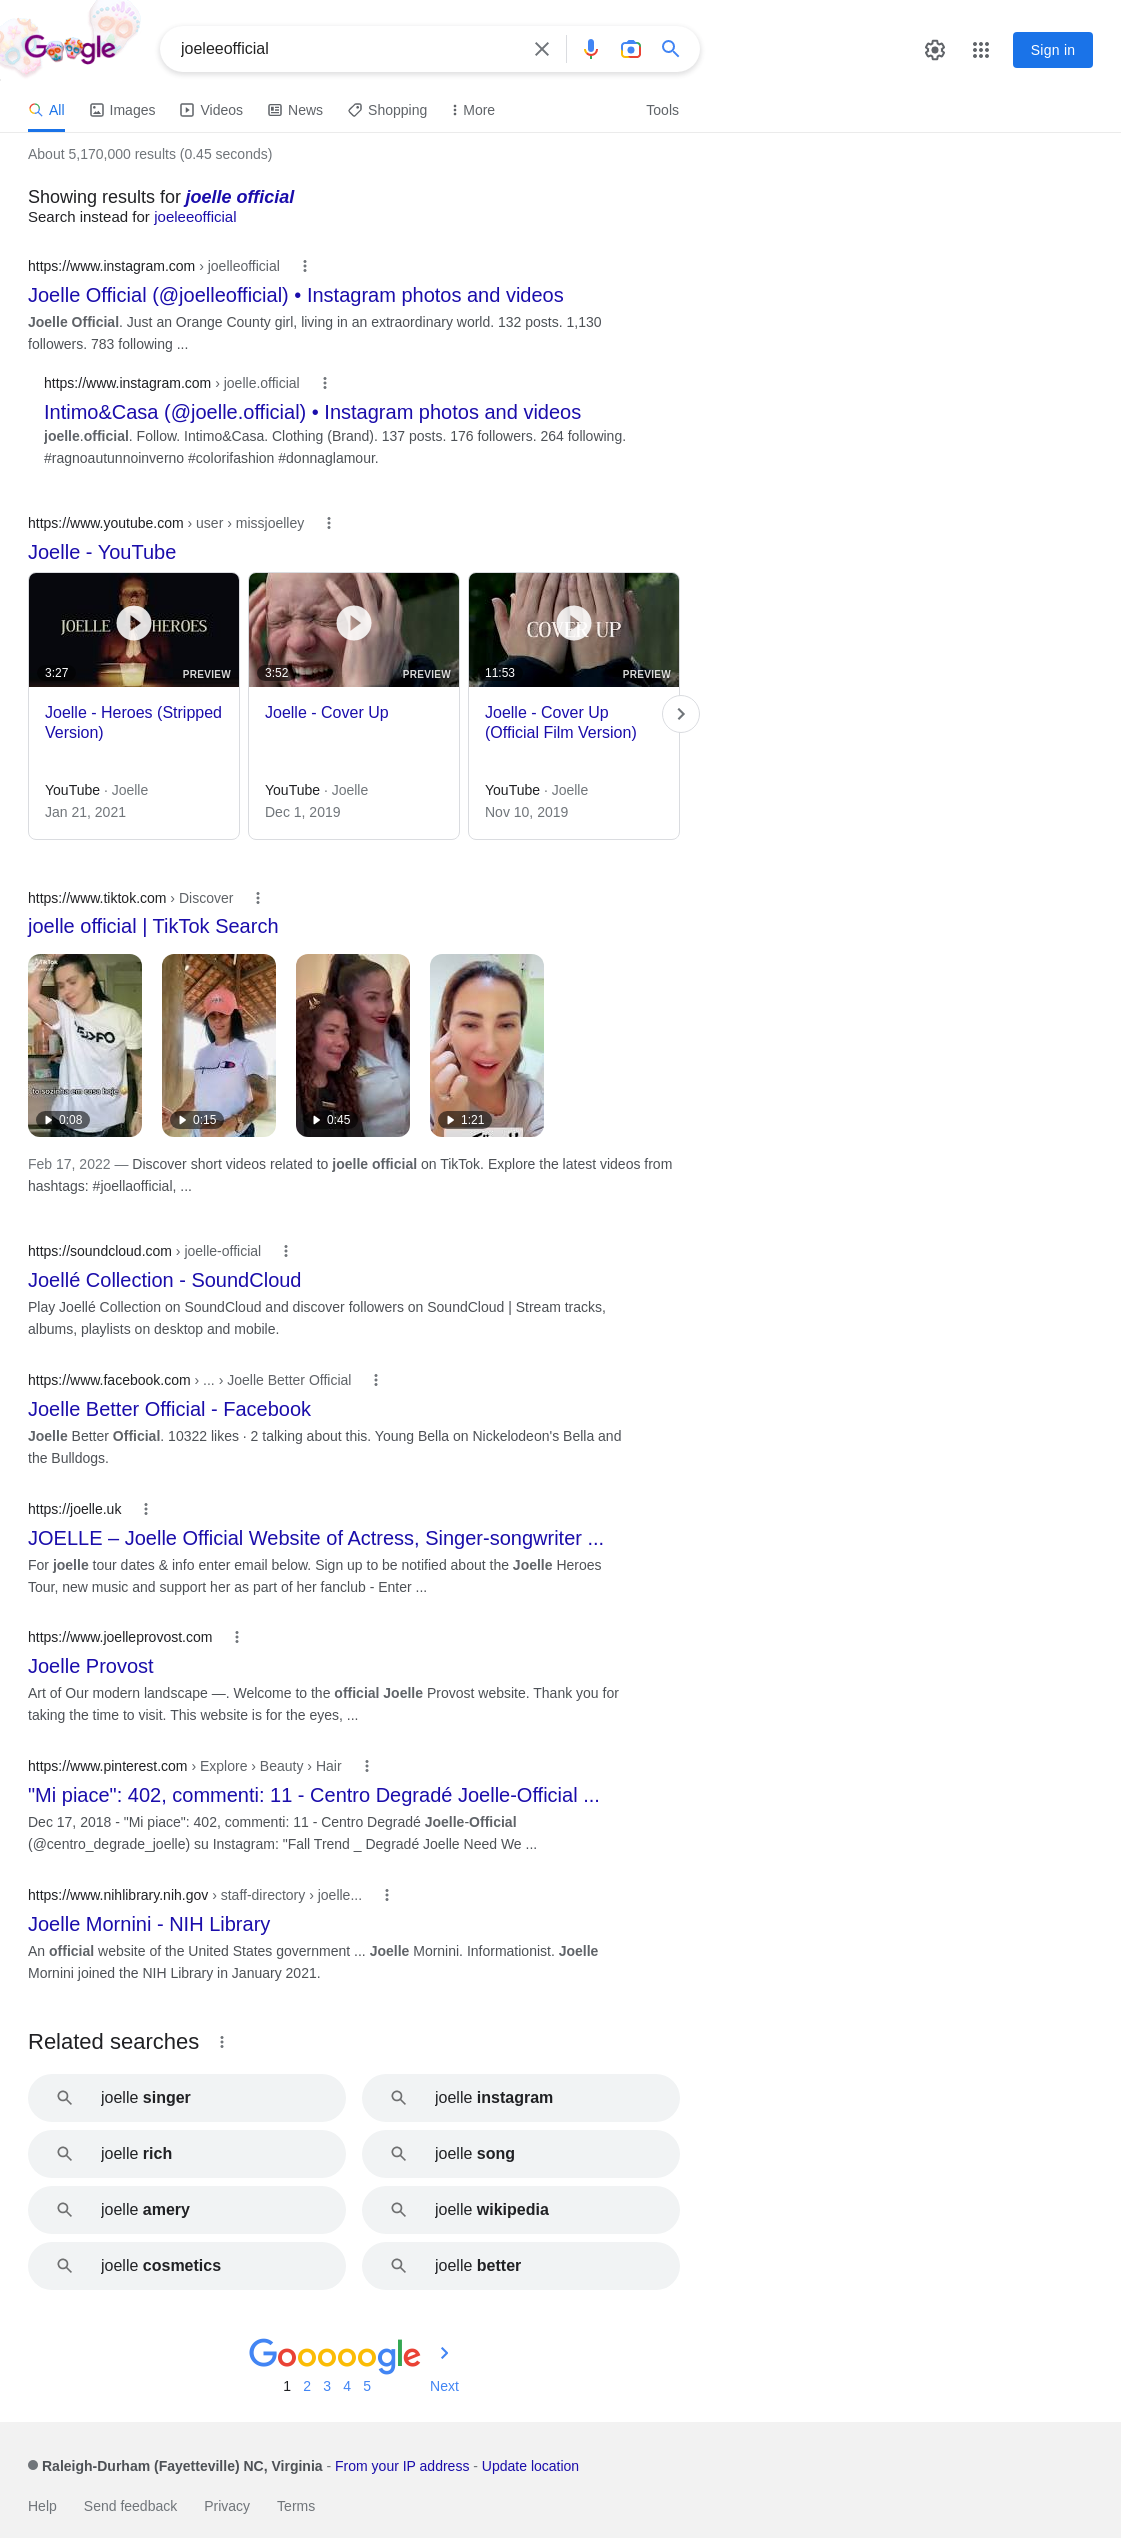 Google
joeleeofficial
Sign in
All Images Videos News Shopping More Tools
About 5,170,000 results (0.45 seconds)
Showing results for joelle official
Search instead for joeleeofficial
https://www.instagram.com › joelleofficial
Joelle Official (@joelleofficial) • Instagram photos and videos
Joelle Official. Just an Orange County girl, living in an extraordinary world. 132 posts. 1,130
followers. 783 following ...
https://www.instagram.com › joelle.official
Intimo&Casa (@joelle.official) • Instagram photos and videos
joelle.official. Follow. Intimo&Casa. Clothing (Brand). 137 posts. 176 followers. 264 following.
#ragnoautunnoinverno #colorifashion #donnaglamour.
https://www.youtube.com › user › missjoelley
Joelle - YouTube
JOELLE HEROES
COVER UP
3:27 PREVIEW 3:52 PREVIEW 11:53 PREVIEW
Joelle - Heroes (Stripped
Version)
YouTube · Joelle
Jan 21, 2021
Joelle - Cover Up
YouTube · Joelle
Dec 1, 2019
Joelle - Cover Up
(Official Film Version)
YouTube · Joelle
Nov 10, 2019
https://www.tiktok.com › Discover
joelle official | TikTok Search
TikTok
to sozinha em casa hoje
0:08 0:15 0:45 1:21
Feb 17, 2022 — Discover short videos related to joelle official on TikTok. Explore the latest videos from
hashtags: #joellaofficial, ...
https://soundcloud.com › joelle-official
Joellé Collection - SoundCloud
Play Joellé Collection on SoundCloud and discover followers on SoundCloud | Stream tracks,
albums, playlists on desktop and mobile.
https://www.facebook.com › ... › Joelle Better Official
Joelle Better Official - Facebook
Joelle Better Official. 10322 likes · 2 talking about this. Young Bella on Nickelodeon's Bella and
the Bulldogs.
https://joelle.uk
JOELLE – Joelle Official Website of Actress, Singer-songwriter ...
For joelle tour dates & info enter email below. Sign up to be notified about the Joelle Heroes
Tour, new music and support her as part of her fanclub - Enter ...
https://www.joelleprovost.com
Joelle Provost
Art of Our modern landscape —. Welcome to the official Joelle Provost website. Thank you for
taking the time to visit. This website is for the eyes, ...
https://www.pinterest.com › Explore › Beauty › Hair
"Mi piace": 402, commenti: 11 - Centro Degradé Joelle-Official ...
Dec 17, 2018 - "Mi piace": 402, commenti: 11 - Centro Degradé Joelle-Official
(@centro_degrade_joelle) su Instagram: "Fall Trend _ Degradé Joelle Need We ...
https://www.nihlibrary.nih.gov › staff-directory › joelle...
Joelle Mornini - NIH Library
An official website of the United States government ... Joelle Mornini. Informationist. Joelle
Mornini joined the NIH Library in January 2021.
Related searches
joelle singer
joelle instagram
joelle rich
joelle song
joelle amery
joelle wikipedia
joelle cosmetics
joelle better
Gooooogle
1 2 3 4 5 Next
Raleigh-Durham (Fayetteville) NC, Virginia - From your IP address - Update location
Help Send feedback Privacy Terms